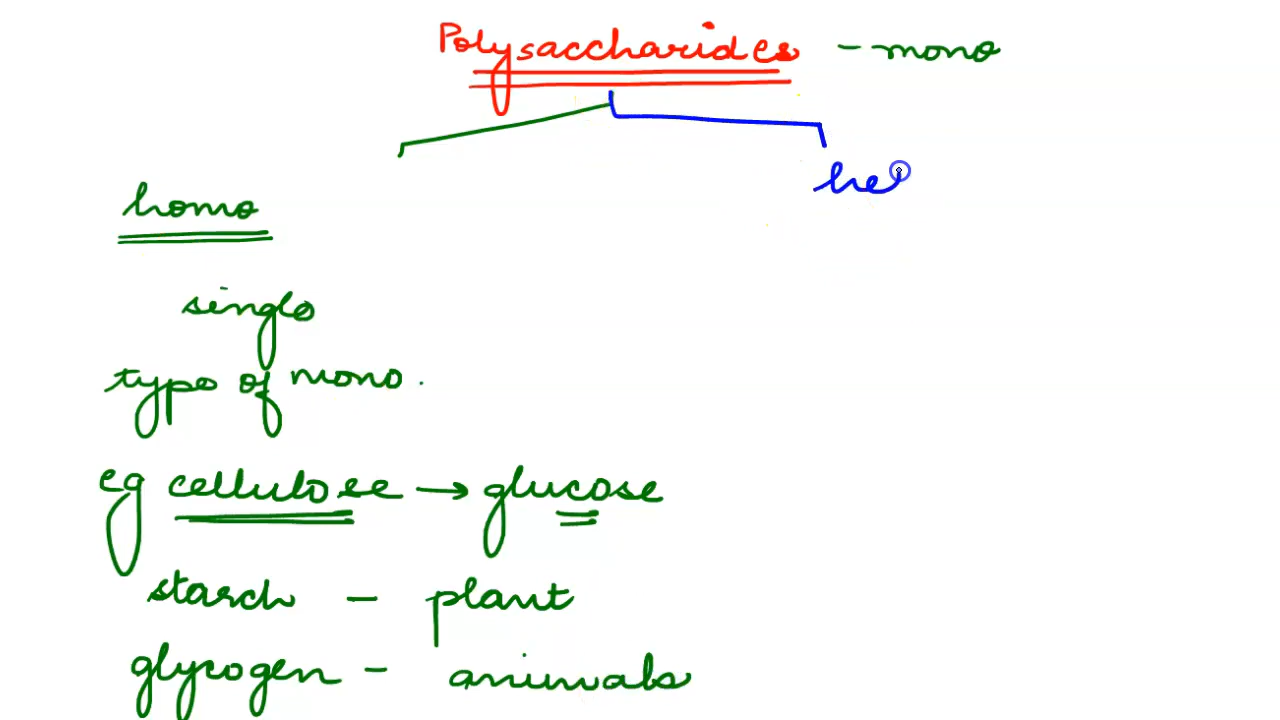 Polysaccharides - mono
homo
he
single
type of mono.
eg cellulose → glucose
starch - plant
glycogen - animals